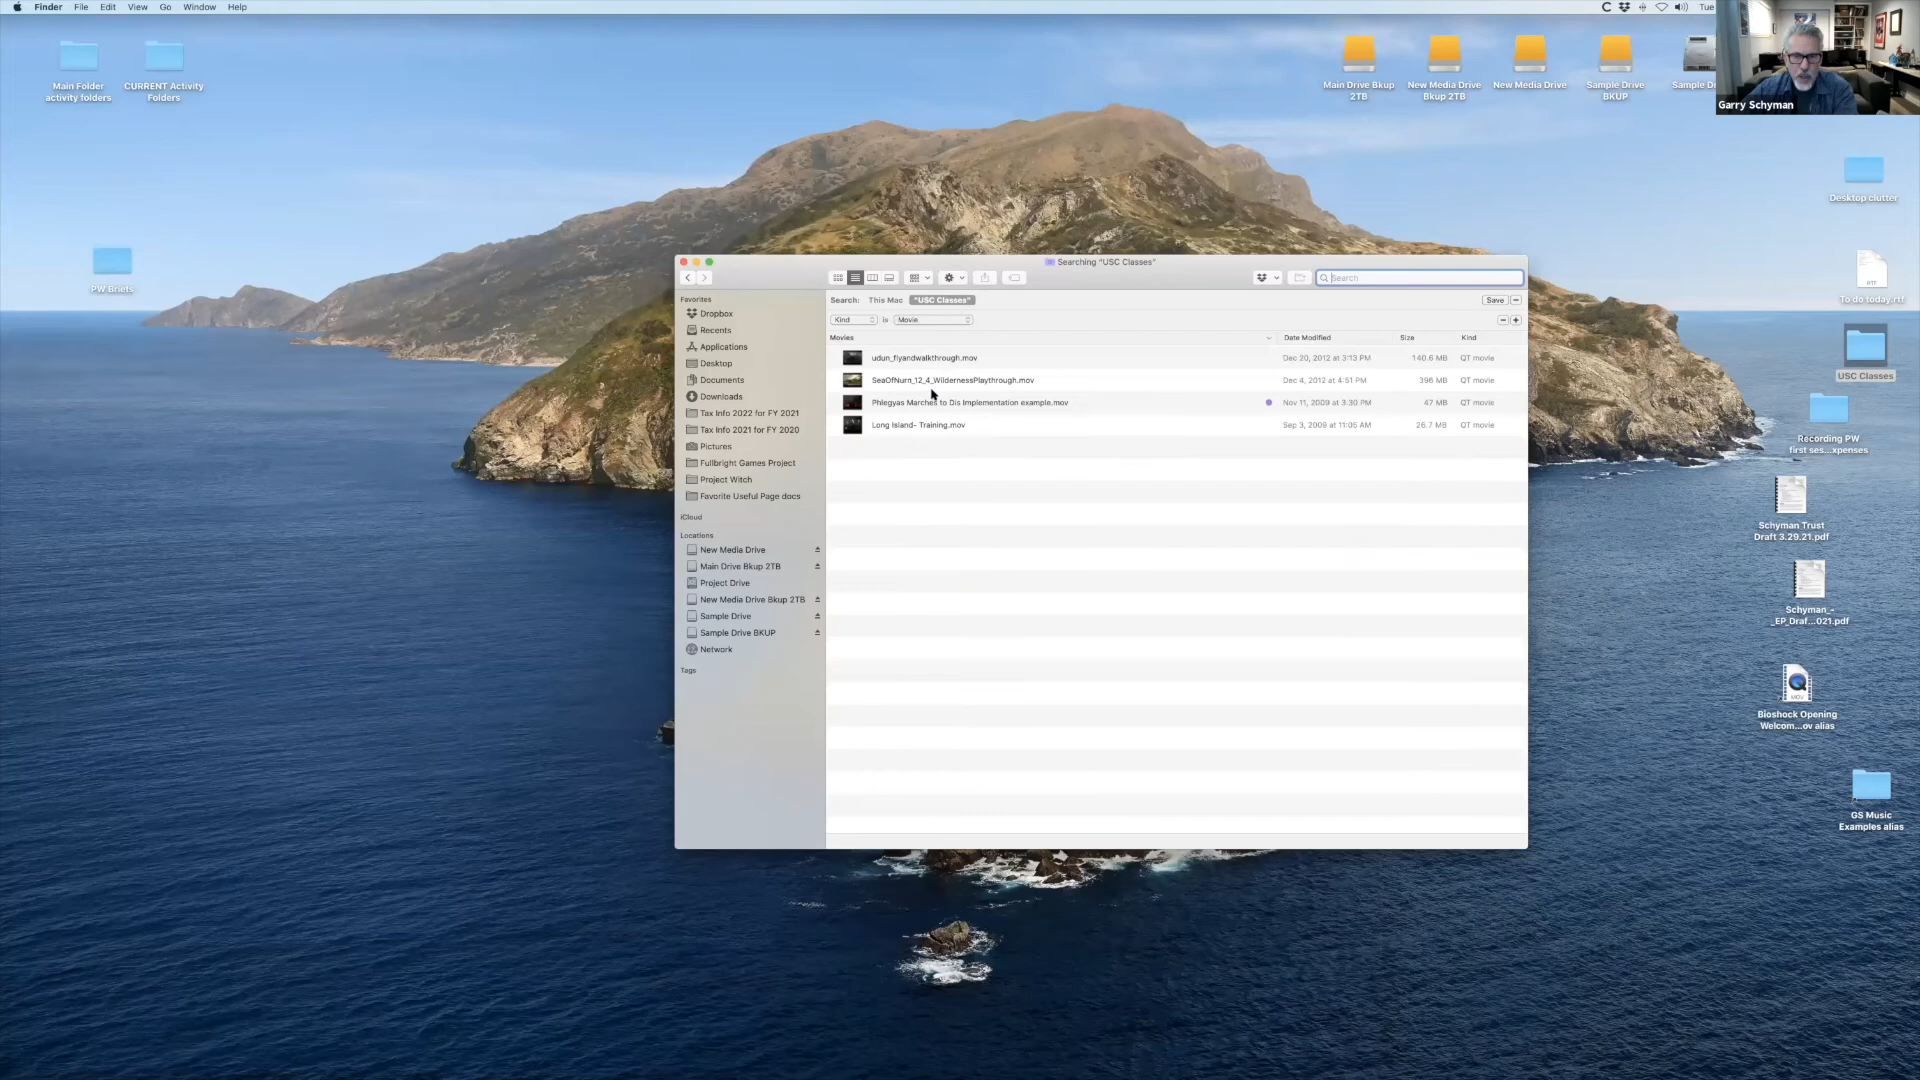 Finder File Edit View Go Window Help
Tue
Main Folder
activity folders
CURRENT Activity
Folders
PW Briefs
Main Drive Bkup
2TB
New Media Drive
Bkup 2TB
New Media Drive
Sample Drive
BKUP
Sample Dr
Garry Schyman
Desktop clutter
RTF
To do today.rtf
USC Classes
Recording PW
first ses...xpenses
Schyman Trust
Draft 3.29.21.pdf
Schyman_-
_EP_Draf...021.pdf
MOV
Bioshock Opening
Welcom...ov alias
GS Music
Examples alias
Searching "USC Classes"
Search
Search: This Mac "USC Classes" Save
Kind is Movie
Movies Date Modified Size Kind
udun_flyandwalkthrough.mov Dec 20, 2012 at 3:13 PM 140.6 MB QT movie
SeaOfNurn_12_4_WildernessPlaythrough.mov Dec 4, 2012 at 4:51 PM 396 MB QT movie
Phlegyas Marches to Dis Implementation example.mov Nov 11, 2009 at 3:30 PM 47 MB QT movie
Long Island- Training.mov Sep 3, 2009 at 11:05 AM 26.7 MB QT movie
Favorites
Dropbox
Recents
Applications
Desktop
Documents
Downloads
Tax Info 2022 for FY 2021
Tax Info 2021 for FY 2020
Pictures
Fullbright Games Project
Project Witch
Favorite Useful Page docs
iCloud
Locations
New Media Drive
Main Drive Bkup 2TB
Project Drive
New Media Drive Bkup 2TB
Sample Drive
Sample Drive BKUP
Network
Tags